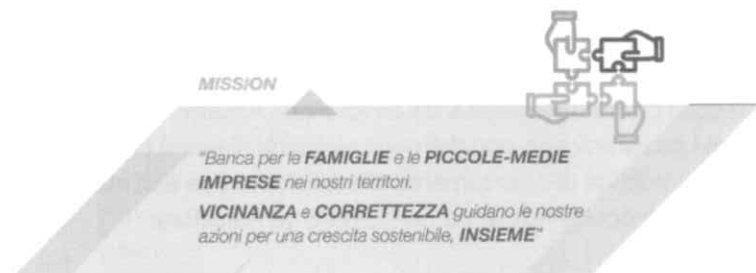 MISSION
"Banca per le FAMIGLIE e le PICCOLE-MEDIE
IMPRESE nei nostri territori.
VICINANZA e CORRETTEZZA guidano le nostre
azioni per una crescita sostenibile, INSIEME"